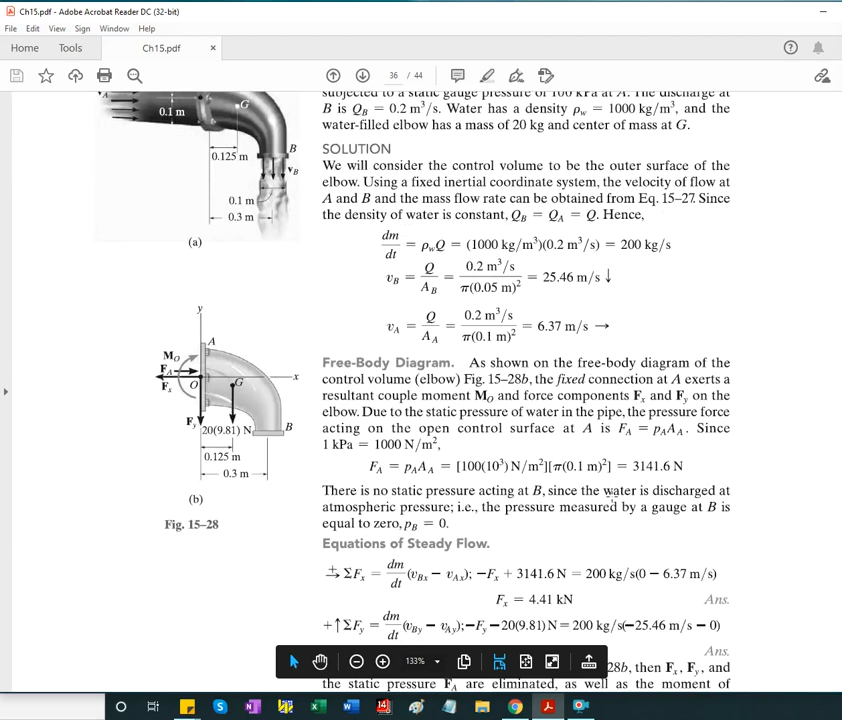 Ch15.pdf - Adobe Acrobat Reader DC (32-bit)
File Edit View Sign Window Help
Home Tools Ch15.pdf ×
36 / 44
subjected to a static gauge pressure of 100 kPa at A. The discharge at
B is Q_B = 0.2 m³/s. Water has a density ρ_w = 1000 kg/m³, and the
water-filled elbow has a mass of 20 kg and center of mass at G.
SOLUTION
We will consider the control volume to be the outer surface of the
elbow. Using a fixed inertial coordinate system, the velocity of flow at
A and B and the mass flow rate can be obtained from Eq. 15–27. Since
the density of water is constant, Q_B = Q_A = Q. Hence,
dm/dt = ρ_wQ = (1000 kg/m³)(0.2 m³/s) = 200 kg/s
v_B = Q/A_B = 0.2 m³/s / π(0.05 m)² = 25.46 m/s ↓
v_A = Q/A_A = 0.2 m³/s / π(0.1 m)² = 6.37 m/s →
Free-Body Diagram. As shown on the free-body diagram of the
control volume (elbow) Fig. 15–28b, the fixed connection at A exerts a
resultant couple moment M_O and force components F_x and F_y on the
elbow. Due to the static pressure of water in the pipe, the pressure force
acting on the open control surface at A is F_A = p_AA_A. Since
1 kPa = 1000 N/m²,
F_A = p_AA_A = [100(10³) N/m²][π(0.1 m)²] = 3141.6 N
There is no static pressure acting at B, since the water is discharged at
atmospheric pressure; i.e., the pressure measured by a gauge at B is
equal to zero, p_B = 0.
Equations of Steady Flow.
→+ ΣF_x = dm/dt (v_Bx − v_Ax); −F_x + 3141.6 N = 200 kg/s(0 − 6.37 m/s)
F_x = 4.41 kN Ans.
+↑ΣF_y = dm/dt (v_By − v_Ay); −F_y − 20(9.81) N = 200 kg/s(−25.46 m/s − 0)
Ans.
28b, then F_x, F_y, and
the static pressure F_A are eliminated, as well as the moment of
v_A
0.1 m
G
0.125 m
B
v_B
0.1 m
0.3 m
(a)
y
A
M_O
F_A
x
F_x
O
G
F_y
20(9.81) N
B
0.125 m
0.3 m
(b)
Fig. 15–28
133%